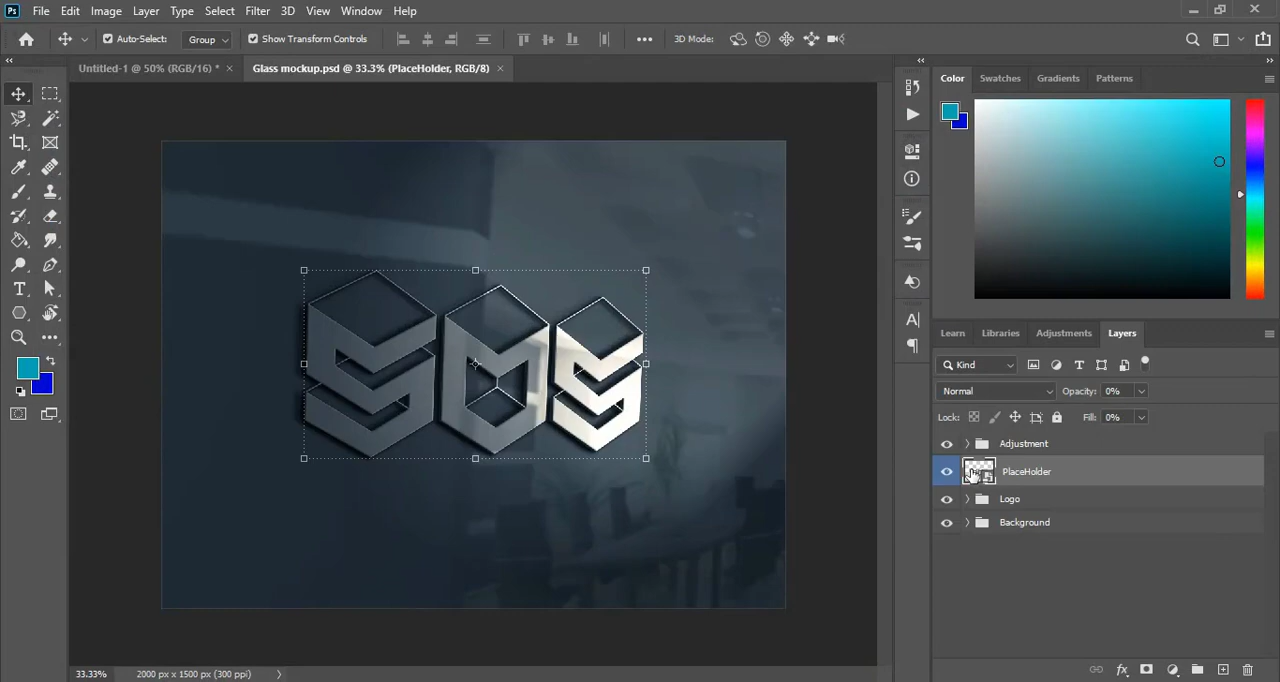 Ps File Edit Image Layer Type Select Filter 3D View Window Help
Auto-Select: Group Show Transform Controls 3D Mode:
Untitled-1 @ 50% (RGB/16) * × Glass mockup.psd @ 33.3% (PlaceHolder, RGB/8) ×
Color Swatches Gradients Patterns
Learn Libraries Adjustments Layers
Kind
Normal Opacity: 0%
Lock: Fill: 0%
Adjustment
PlaceHolder
Logo
Background
33.33% 2000 px x 1500 px (300 ppi)